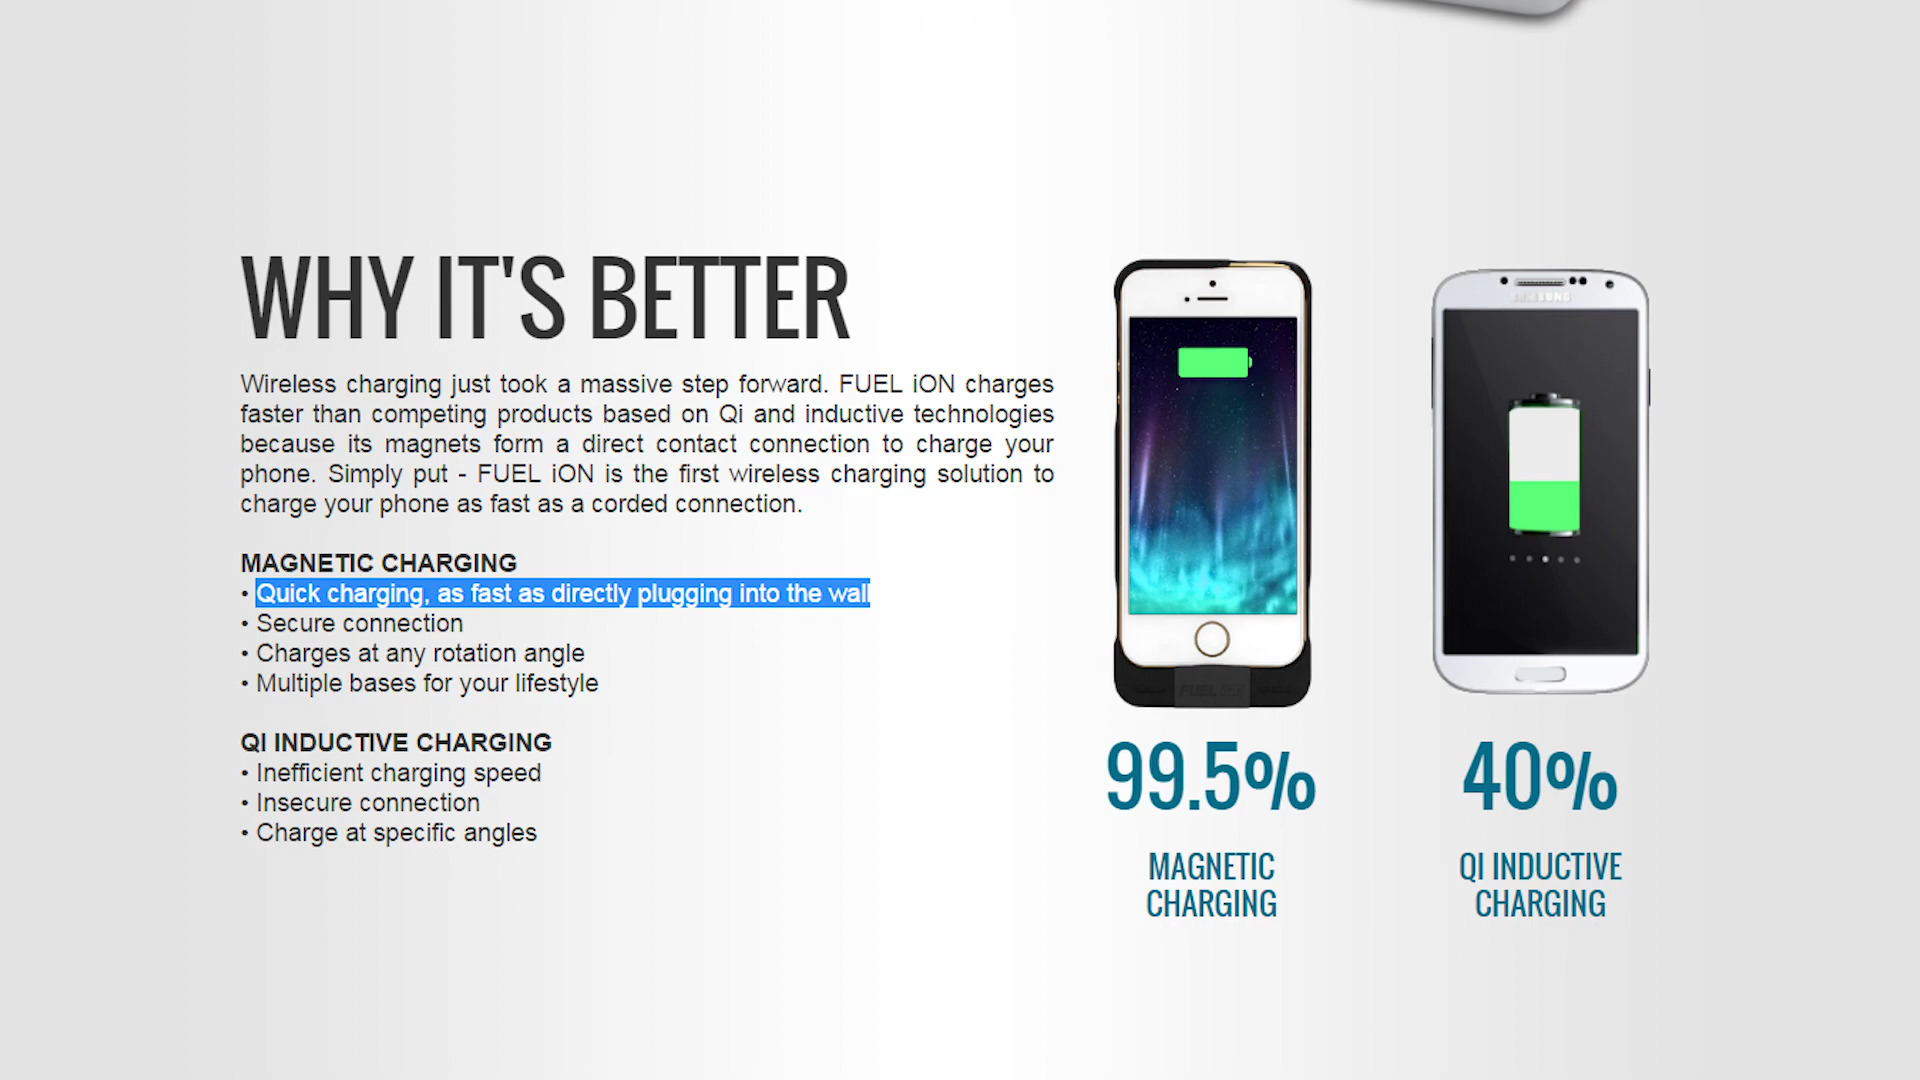 WHY IT'S BETTER
Wireless charging just took a massive step forward. FUEL iON charges
faster than competing products based on Qi and inductive technologies
because its magnets form a direct contact connection to charge your
phone. Simply put - FUEL iON is the first wireless charging solution to
charge your phone as fast as a corded connection.
MAGNETIC CHARGING
• Quick charging, as fast as directly plugging into the wall
• Secure connection
• Charges at any rotation angle
• Multiple bases for your lifestyle
QI INDUCTIVE CHARGING
• Inefficient charging speed
• Insecure connection
• Charge at specific angles
SAMSUNG
FUEL iON
99.5%
MAGNETIC
CHARGING
40%
QI INDUCTIVE
CHARGING